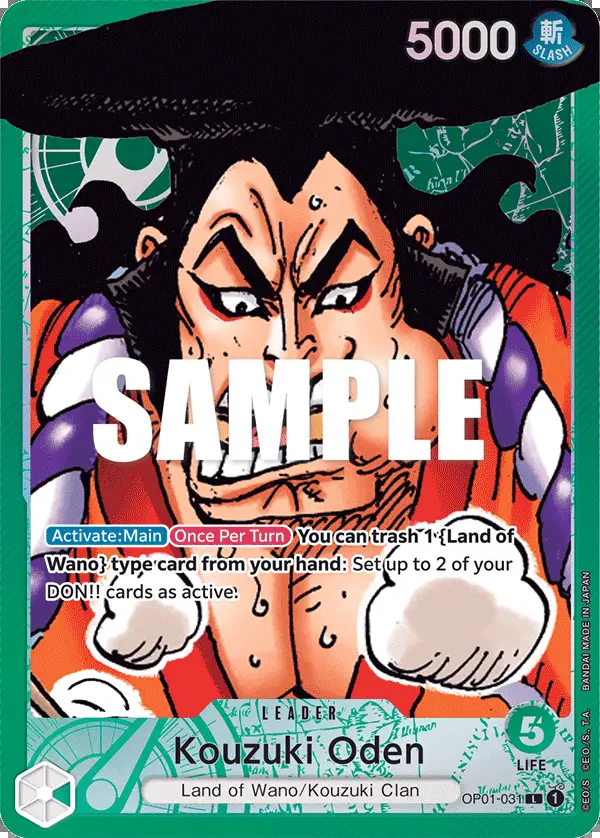 5000
斬
SLASH
SAMPLE
Activate:Main Once Per Turn You can trash 1 {Land of
Wano} type card from your hand: Set up to 2 of your
DON!! cards as active.
LEADER
Kouzuki Oden
5
LIFE
Land of Wano/Kouzuki Clan
OP01-031 L 1
©E.O/S ©E.O./S., T.A. BANDAI MADE IN JAPAN